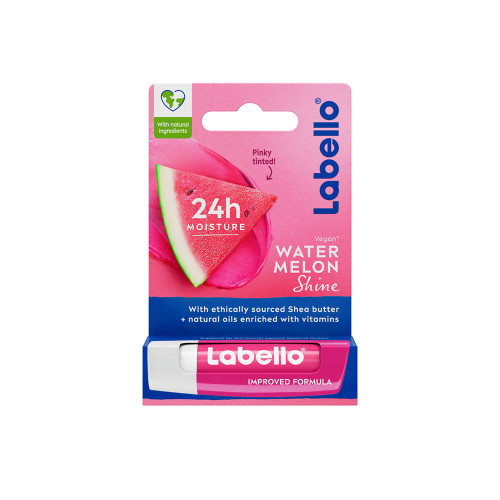 With natural
ingredients
Labello®
Pinky
tinted!
24h
MOISTURE
Vegan*
WATER
MELON
Shine
With ethically sourced Shea butter
+ natural oils enriched with vitamins
Labello®
IMPROVED FORMULA